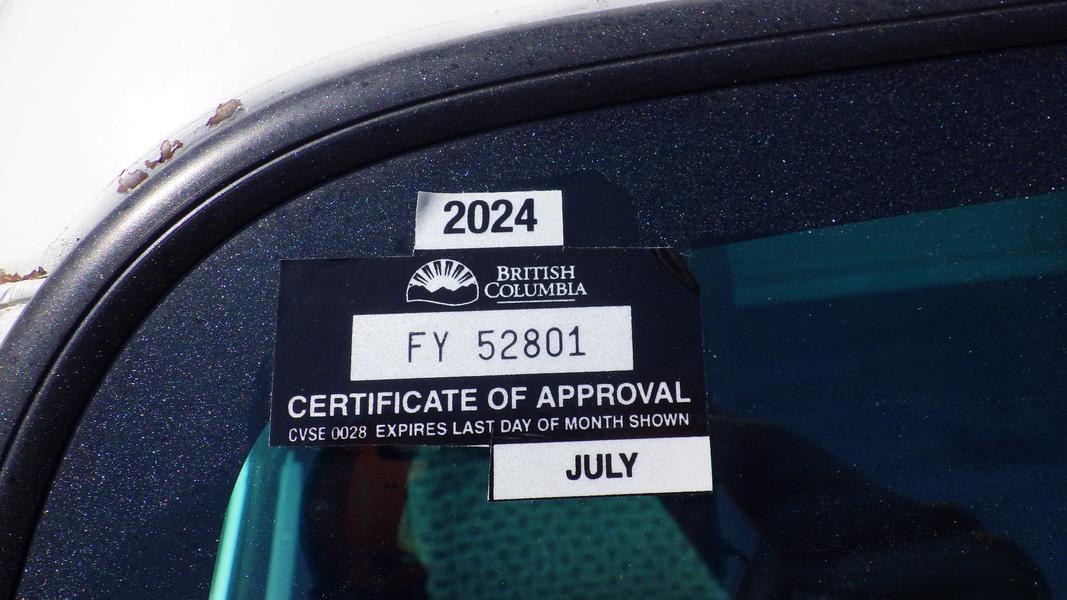 2024
BRITISH
COLUMBIA
FY 52801
CERTIFICATE OF APPROVAL
CVSE 0028 EXPIRES LAST DAY OF MONTH SHOWN
JULY